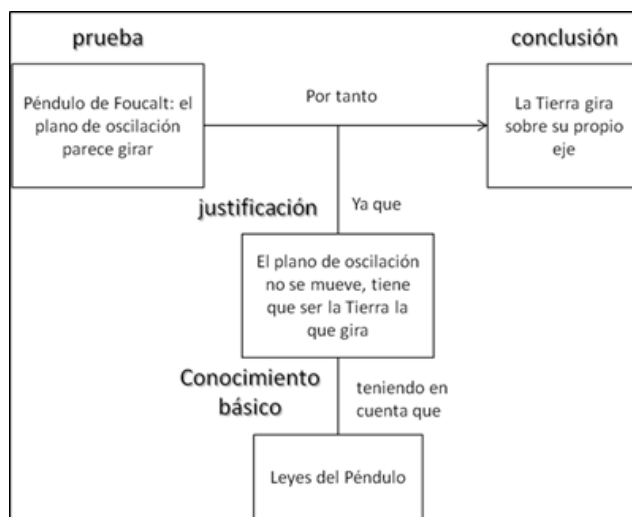 prueba
conclusión
Péndulo de Foucalt: el
plano de oscilación
parece girar
Por tanto
La Tierra gira
sobre su propio
eje
justificación
Ya que
El plano de oscilación
no se mueve, tiene
que ser la Tierra la
que gira
Conocimiento
básico
teniendo en
cuenta que
Leyes del Péndulo